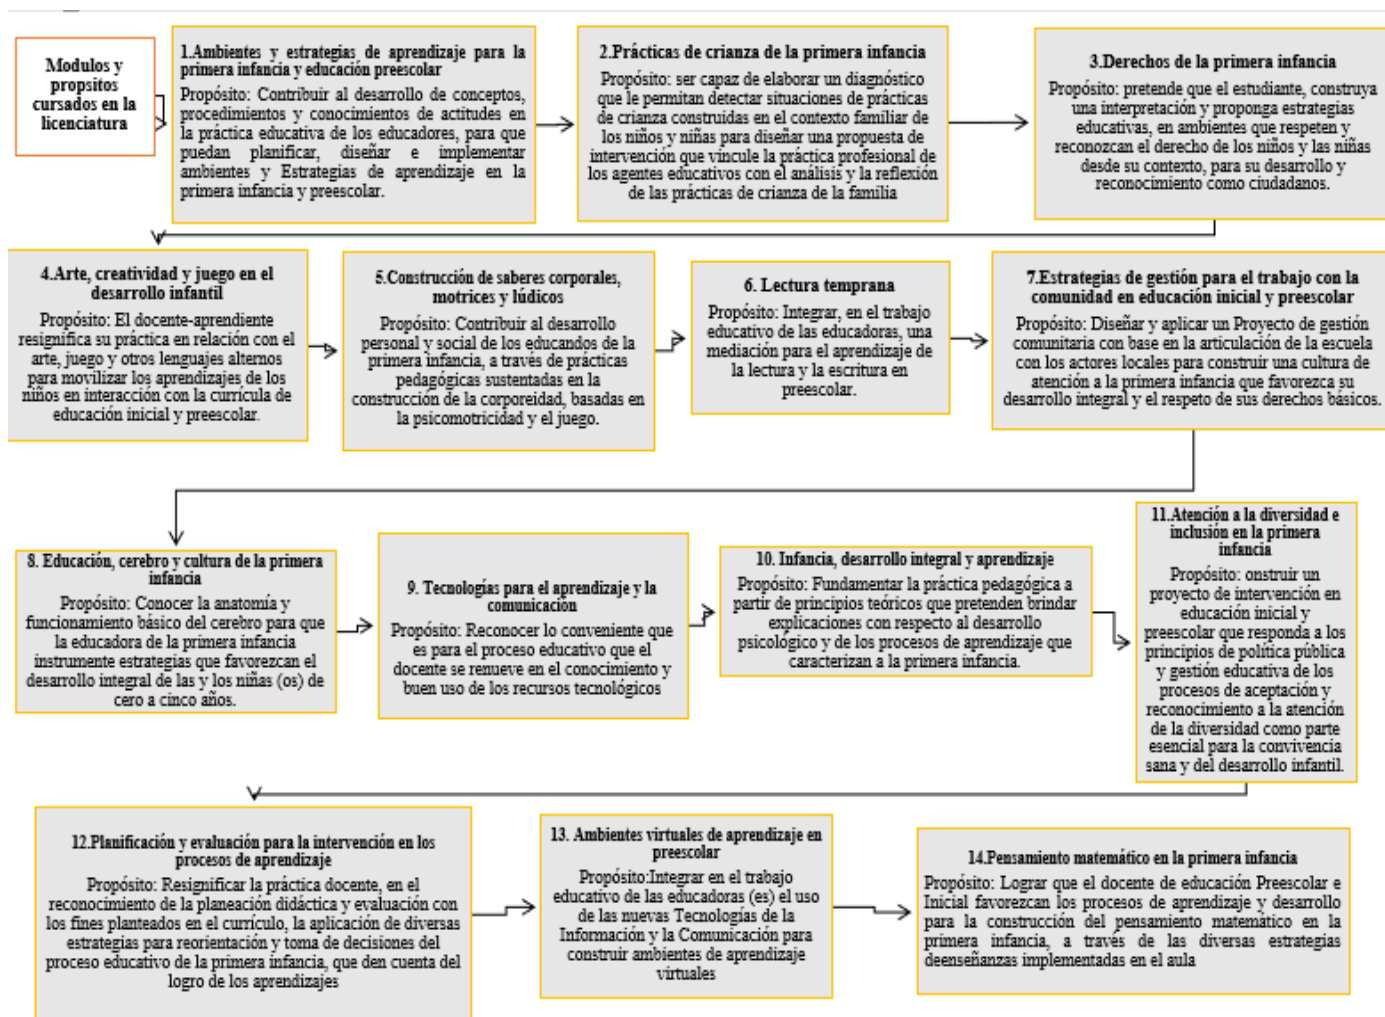 Modulos y
propsitos
cursados en la
licenciatura
1.Ambientes y estrategias de aprendizaje para la
primera infancia y educación preescolar
Propósito: Contribuir al desarrollo de conceptos,
procedimientos y conocimientos de actitudes en
la práctica educativa de los educadores, para que
puedan planificar, diseñar e implementar
ambientes y Estrategias de aprendizaje en la
primera infancia y preescolar.
2.Prácticas de crianza de la primera infancia
Propósito: ser capaz de elaborar un diagnóstico
que le permitan detectar situaciones de prácticas
de crianza construidas en el contexto familiar de
los niños y niñas para diseñar una propuesta de
intervención que vincule la práctica profesional de
los agentes educativos con el análisis y la reflexión
de las prácticas de crianza de la familia
3.Derechos de la primera infancia
Propósito: pretende que el estudiante, construya
una interpretación y proponga estrategias
educativas, en ambientes que respeten y
reconozcan el derecho de los niños y las niñas
desde su contexto, para su desarrollo y
reconocimiento como ciudadanos.
4.Arte, creatividad y juego en el
desarrollo infantil
Propósito: El docente-aprendiente
resignifica su práctica en relación con el
arte, juego y otros lenguajes alternos
para movilizar los aprendizajes de los
niños en interacción con la currícula de
educación inicial y preescolar.
5.Construcción de saberes corporales,
motrices y lúdicos
Propósito: Contribuir al desarrollo
personal y social de los educandos de la
primera infancia, a través de prácticas
pedagógicas sustentadas en la
construcción de la corporeidad, basadas en
la psicomotricidad y el juego.
6. Lectura temprana
Propósito: Integrar, en el trabajo
educativo de las educadoras, una
mediación para el aprendizaje de
la lectura y la escritura en
preescolar.
7.Estrategias de gestión para el trabajo con la
comunidad en educación inicial y preescolar
Propósito: Diseñar y aplicar un Proyecto de gestión
comunitaria con base en la articulación de la escuela
con los actores locales para construir una cultura de
atención a la primera infancia que favorezca su
desarrollo integral y el respeto de sus derechos básicos.
8. Educación, cerebro y cultura de la primera
infancia
Propósito: Conocer la anatomía y
funcionamiento básico del cerebro para que
la educadora de la primera infancia
instrumente estrategias que favorezcan el
desarrollo integral de las y los niñas (os) de
cero a cinco años.
9. Tecnologías para el aprendizaje y la
comunicación
Propósito: Reconocer lo conveniente que
es para el proceso educativo que el
docente se renueve en el conocimiento y
buen uso de los recursos tecnológicos
10. Infancia, desarrollo integral y aprendizaje
Propósito: Fundamentar la práctica pedagógica a
partir de principios teóricos que pretenden brindar
explicaciones con respecto al desarrollo
psicológico y de los procesos de aprendizaje que
caracterizan a la primera infancia.
11.Atención a la diversidad e
inclusión en la primera
infancia
Propósito: onstruir un
proyecto de intervención en
educación inicial y
preescolar que responda a los
principios de política pública
y gestión educativa de los
procesos de aceptación y
reconocimiento a la atención
de la diversidad como parte
esencial para la convivencia
sana y del desarrollo infantil.
12.Planificación y evaluación para la intervención en los
procesos de aprendizaje
Propósito: Resignificar la práctica docente, en el
reconocimiento de la planeación didáctica y evaluación con
los fines planteados en el currículo, la aplicación de diversas
estrategias para reorientación y toma de decisiones del
proceso educativo de la primera infancia, que den cuenta del
logro de los aprendizajes
13. Ambientes virtuales de aprendizaje en
preescolar
Propósito:Integrar en el trabajo
educativo de las educadoras (es) el uso
de las nuevas Tecnologías de la
Información y la Comunicación para
construir ambientes de aprendizaje
virtuales
14.Pensamiento matemático en la primera infancia
Propósito: Lograr que el docente de educación Preescolar e
Inicial favorezcan los procesos de aprendizaje y desarrollo
para la construcción del pensamiento matemático en la
primera infancia, a través de las diversas estrategias
deenseñanzas implementadas en el aula